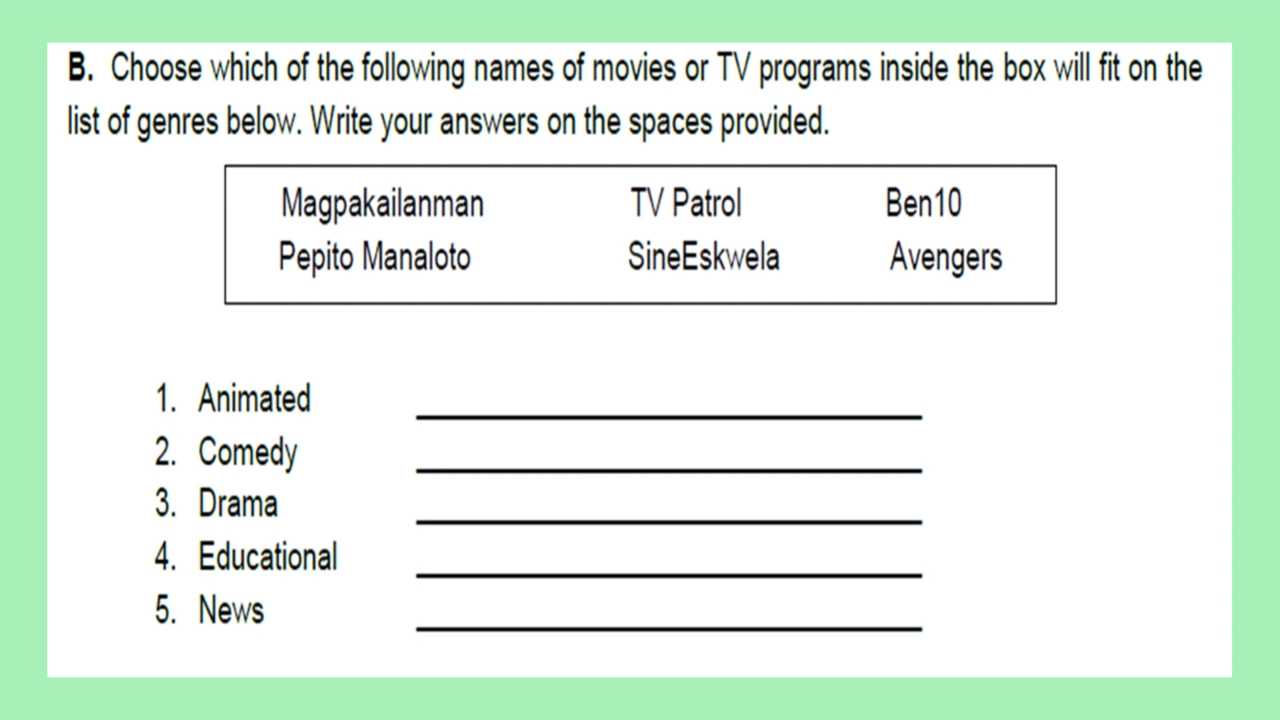 B. Choose which of the following names of movies or TV programs inside the box will fit on the
list of genres below. Write your answers on the spaces provided.
Magpakailanman TV Patrol Ben10
Pepito Manaloto SineEskwela Avengers
1. Animated
2. Comedy
3. Drama
4. Educational
5. News